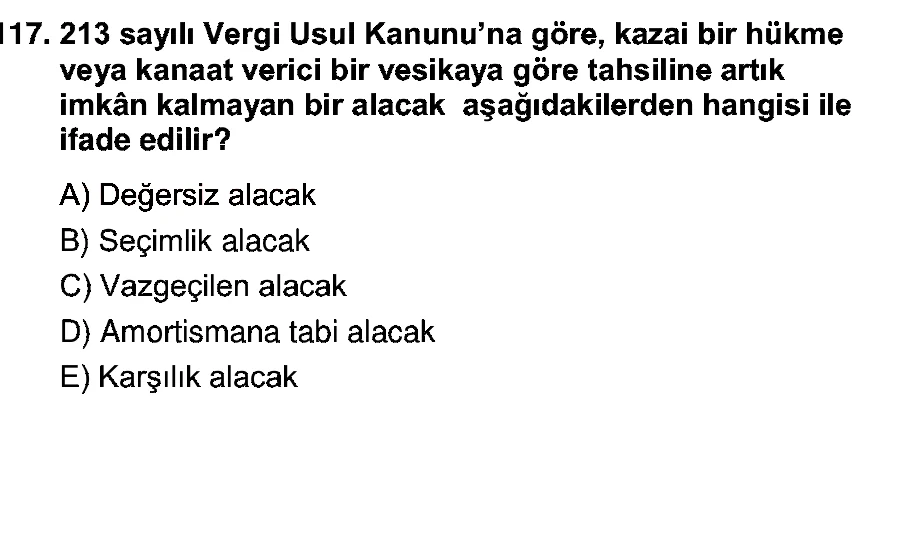 117. 213 sayılı Vergi Usul Kanunu’na göre, kazai bir hükme
veya kanaat verici bir vesikaya göre tahsiline artık
imkân kalmayan bir alacak aşağıdakilerden hangisi ile
ifade edilir?
A) Değersiz alacak
B) Seçimlik alacak
C) Vazgeçilen alacak
D) Amortismana tabi alacak
E) Karşılık alacak